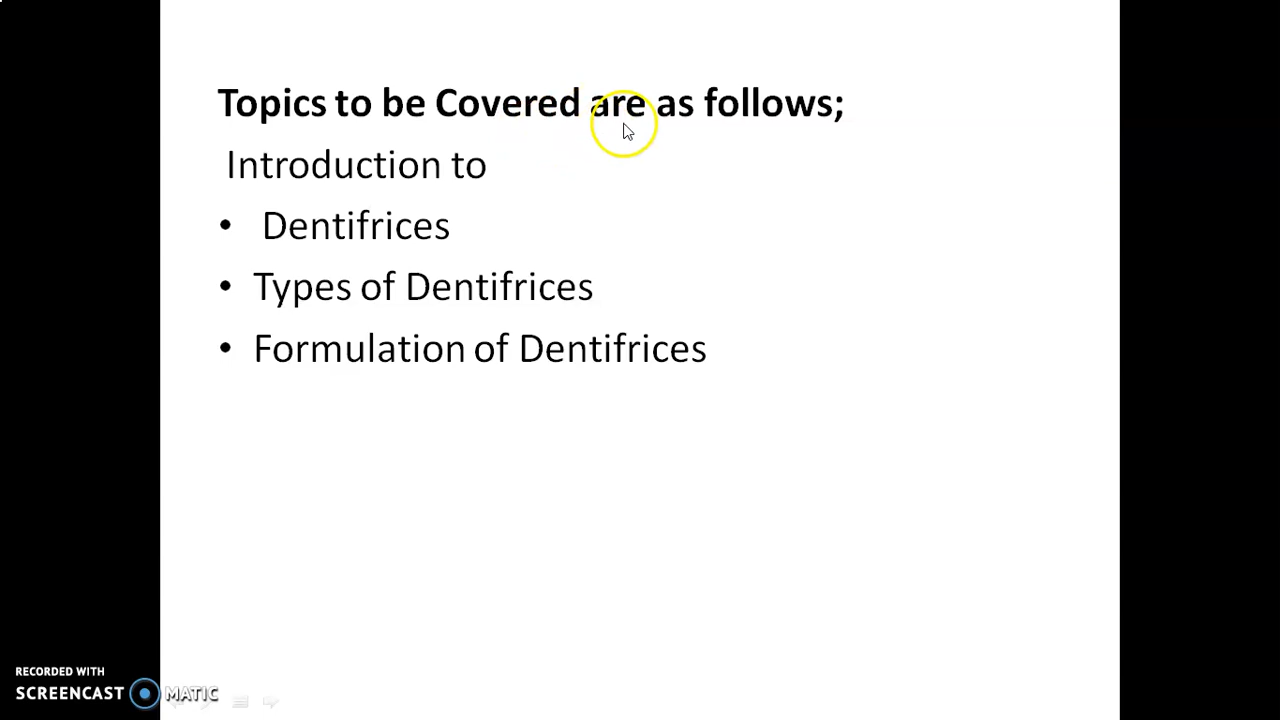 Topics to be Covered are as follows;
Introduction to
• Dentifrices
• Types of Dentifrices
• Formulation of Dentifrices
RECORDED WITH
SCREENCAST MATIC